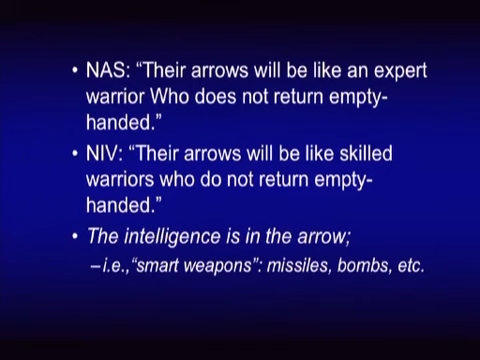 • NAS: “Their arrows will be like an expert
warrior Who does not return empty-
handed.”
• NIV: “Their arrows will be like skilled
warriors who do not return empty-
handed.”
• The intelligence is in the arrow;
–i.e.,“smart weapons”: missiles, bombs, etc.